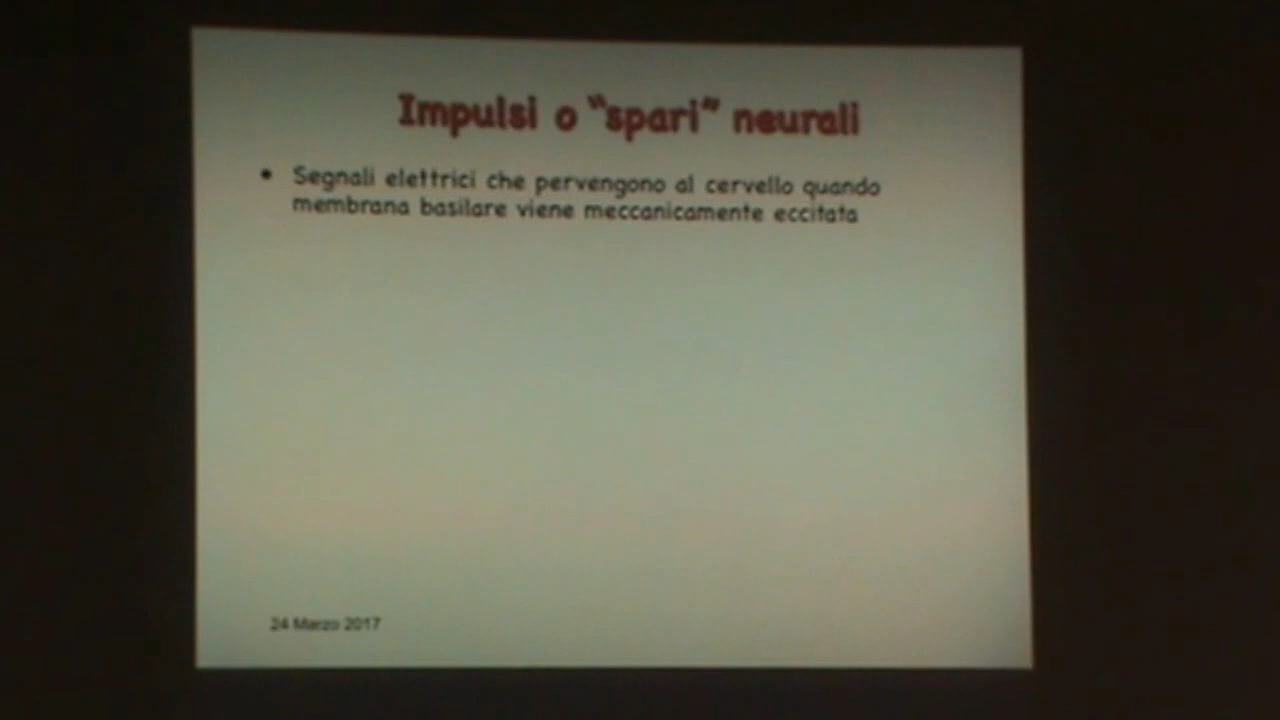 Impulsi o “spari” neurali
• Segnali elettrici che pervengono al cervello quando
membrana basilare viene meccanicamente eccitata
24 Marzo 2017